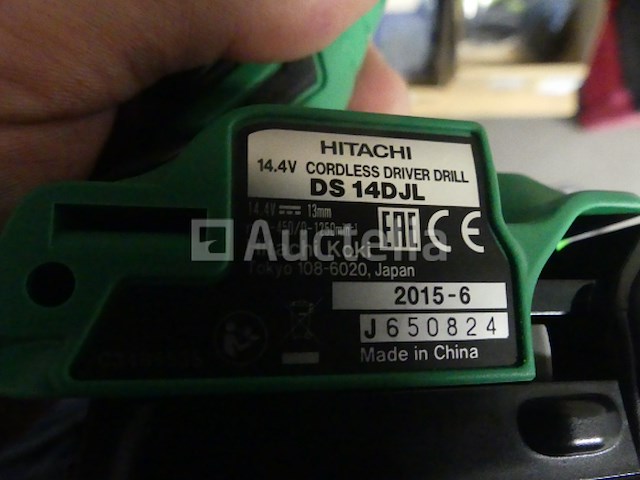 HITACHI
14.4V CORDLESS DRIVER DRILL
DS 14DJL
14.4V 13mm
EAC CE
Auctelia
Koki
Tokyo 108-6020, Japan
2015-6
J650824
Made in China